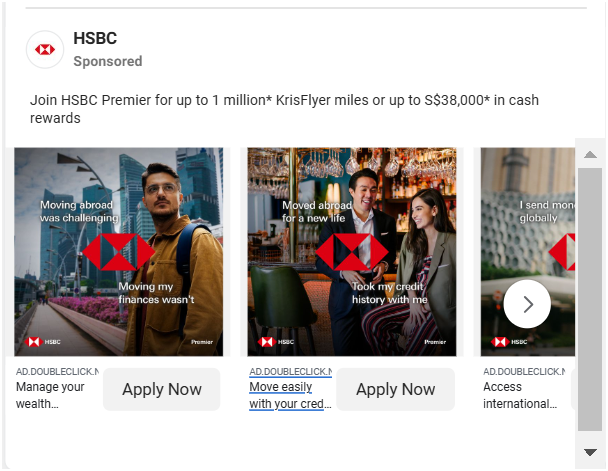 HSBC
Sponsored
Join HSBC Premier for up to 1 million* KrisFlyer miles or up to S$38,000* in cash
rewards
Moving abroad
was challenging
Moving my
finances wasn't
HSBC
Premier
Moved abroad
for a new life
Took my credit
history with me
HSBC
Premier
I send
globally
HSBC
AD.DOUBLECLICK.N
Manage your
wealth...
Apply Now
AD.DOUBLECLICK.N
Move easily
with your cred...
Apply Now
AD.DOUBLECLICK.N
Access
international...